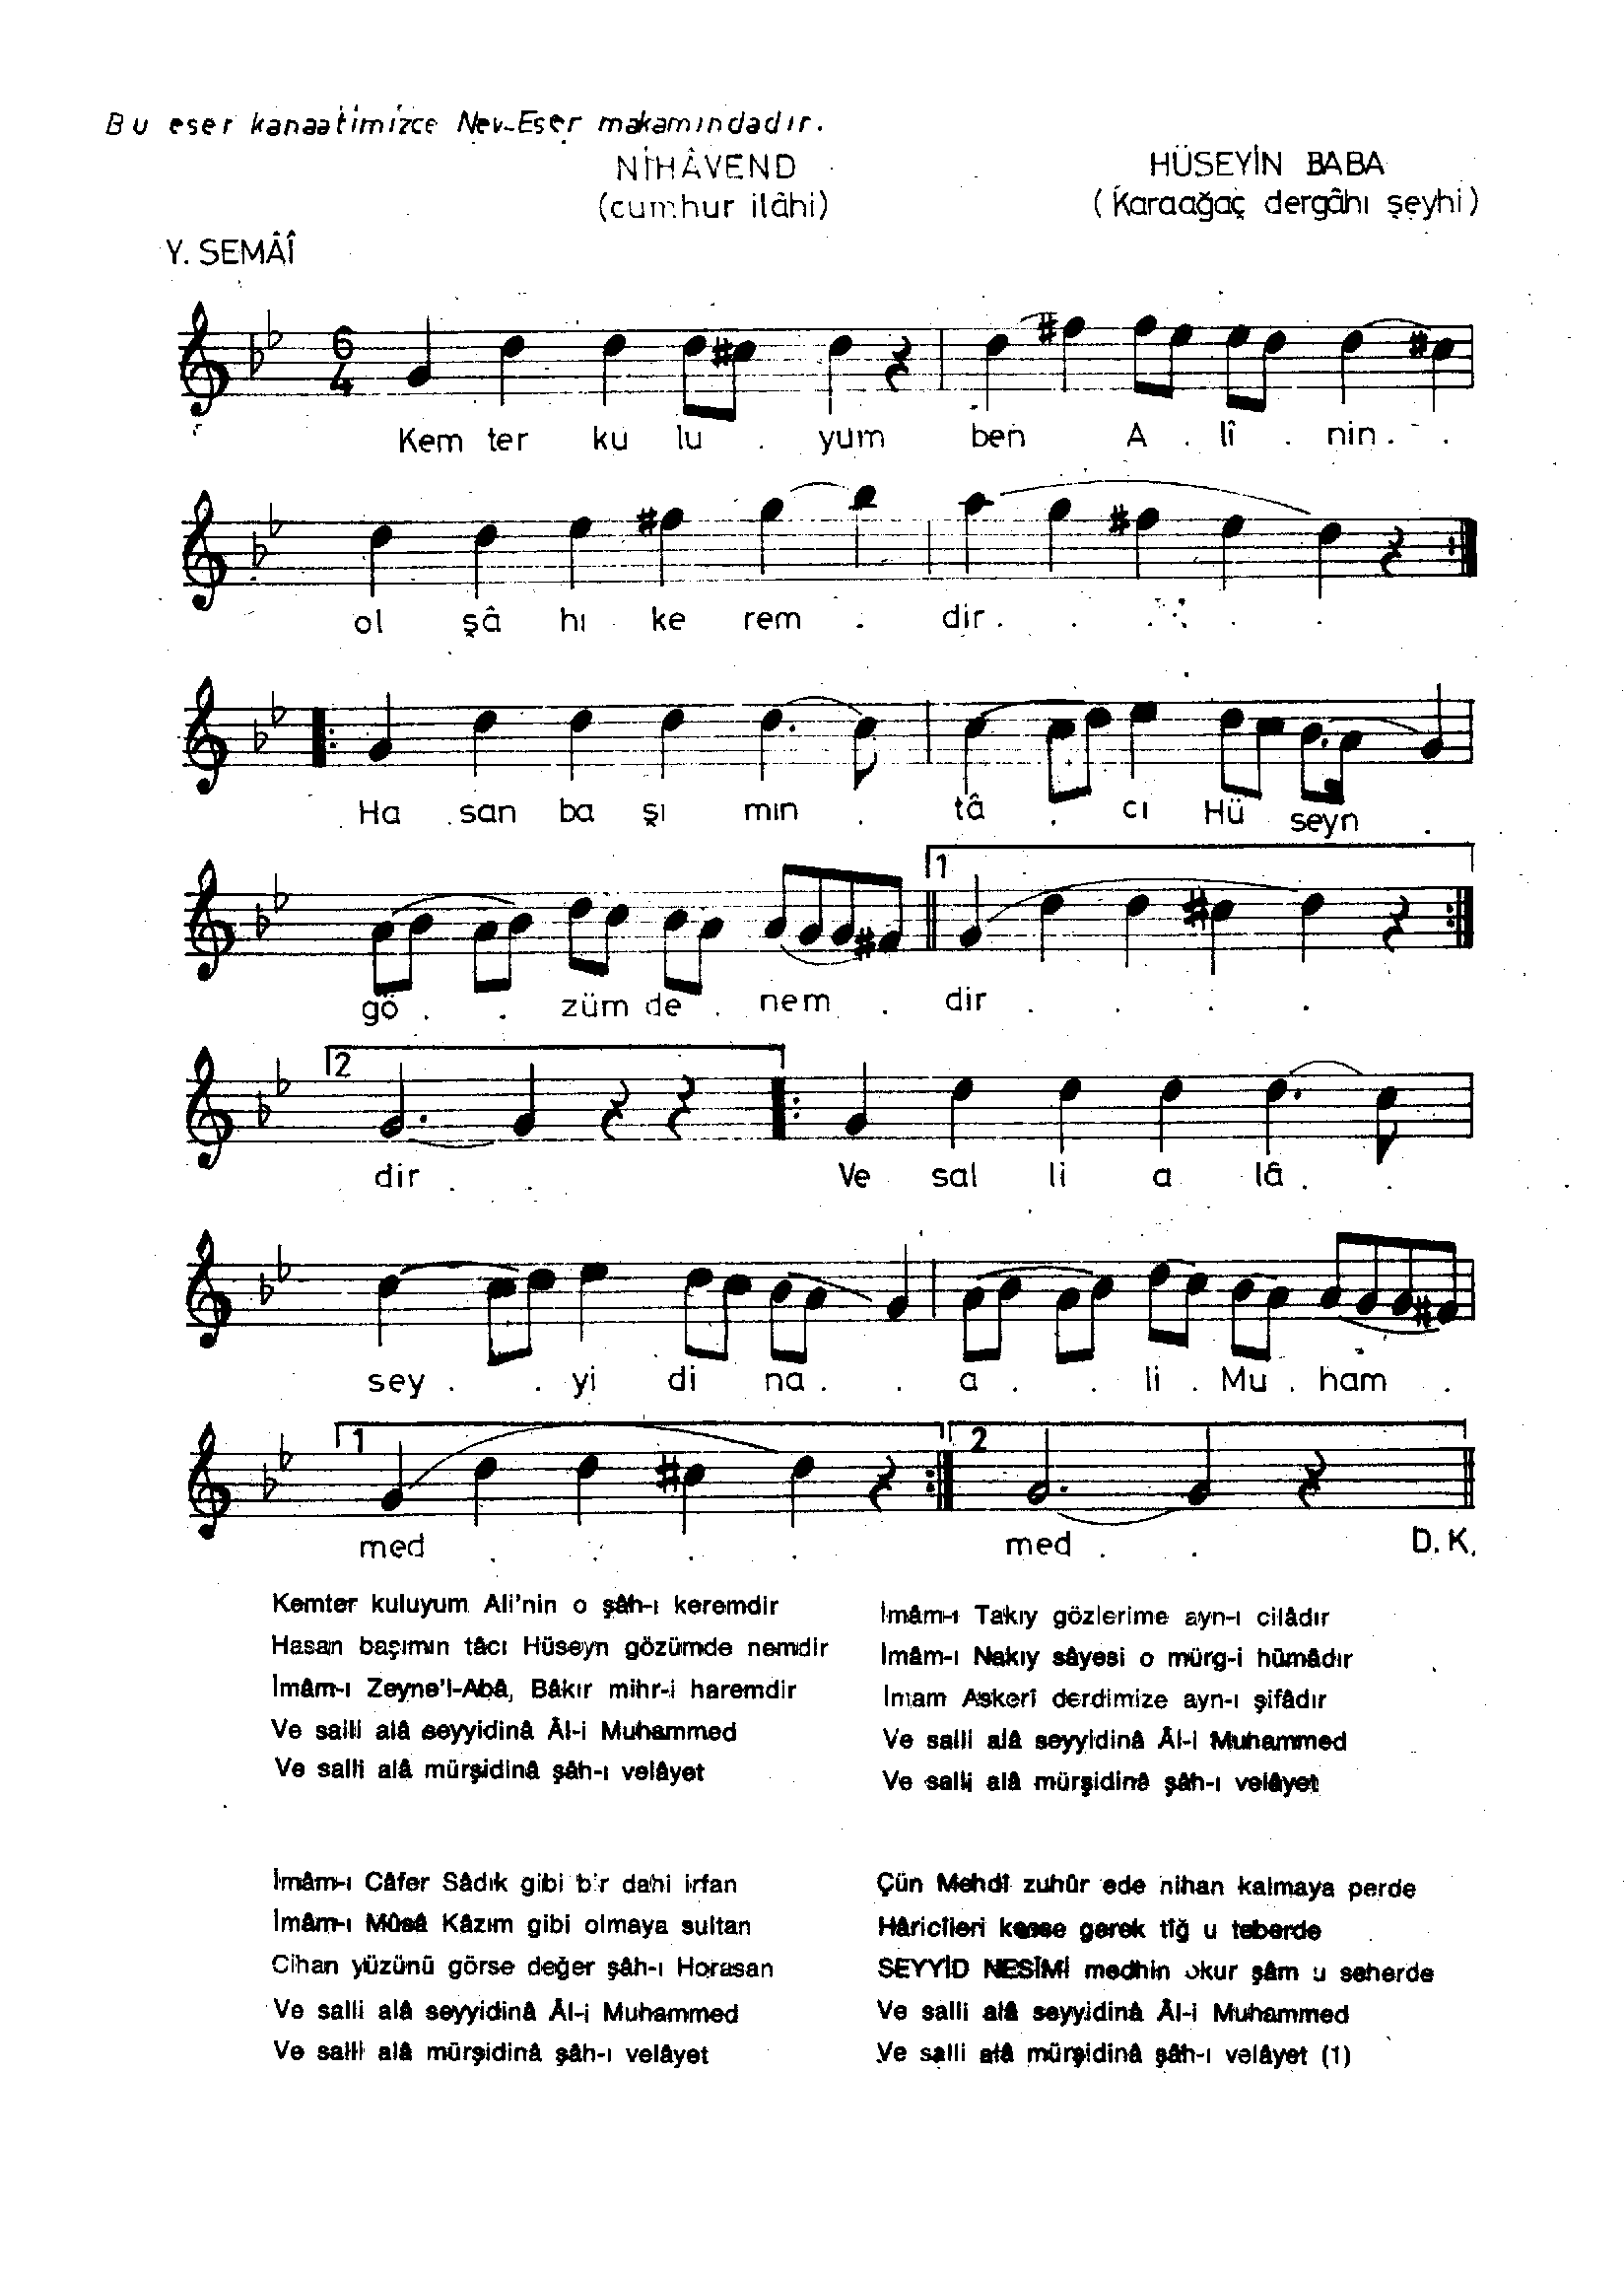 Bu eser kanaatimizce Nev-Eser makamındadır.
NİHÂVEND
(cumhur ilâhi)
HÜSEYİN BABA
(Karaağaç dergâhı şeyhi)
Y. SEMÂÎ
6
4
Kem ter ku lu . yum ben A . lî . nin . .
ol şâ hı ke rem . dir . . . . .
Ha san ba şı mın . tâ . cı Hü seyn .
1
gö . . züm de . nem . dir . . . .
2
dir . . Ve sal li a lâ . .
sey . . yi di na . . a . . li . Mu . ham .
1 2
med . . . . med . . D.K.
Kemter kuluyum Ali'nin o şâh-ı keremdir
Hasan başımın tâcı Hüseyn gözümde nemdir
İmâm-ı Zeyne'l-Abâ, Bâkır mihr-i haremdir
Ve salli alâ seyyidinâ Âl-i Muhammed
Ve salli alâ mürşidinâ şâh-ı velâyet
İmâm-ı Takıy gözlerime ayn-ı cilâdır
İmâm-ı Nakıy sâyesi o mürg-i hümâdır
İmam Askerî derdimize ayn-ı şifâdır
Ve salli alâ seyyidinâ Âl-i Muhammed
Ve salli alâ mürşidinâ şâh-ı velâyet
İmâm-ı Câfer Sâdık gibi bir dahi irfan
İmâm-ı Mûsâ Kâzım gibi olmaya sultan
Cihan yüzünü görse değer şâh-ı Horasan
Ve salli alâ seyyidinâ Âl-i Muhammed
Ve salli alâ mürşidinâ şâh-ı velâyet
Çün Mehdî zuhûr ede nihan kalmaya perde
Hâricîleri kesse gerek tîğ u teberde
SEYYİD NESÎMİ medhin okur şâm u seherde
Ve salli alâ seyyidinâ Âl-i Muhammed
Ve salli alâ mürşidinâ şâh-ı velâyet (1)